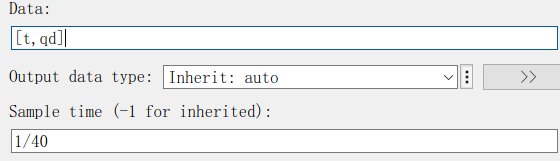 Data:
[t,qd]
Output data type: Inherit: auto >>
Sample time (-1 for inherited):
1/40